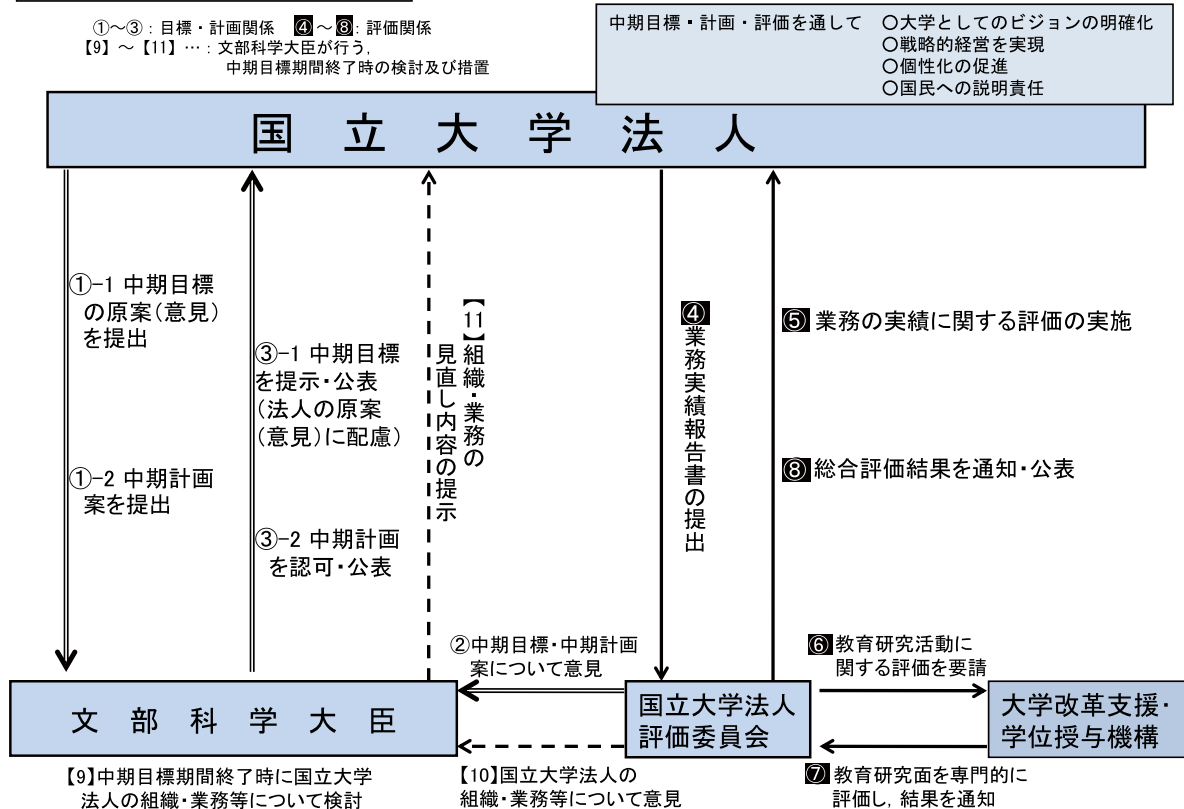 ①～③：目標・計画関係　❹～❽：評価関係
【9】～【11】…：文部科学大臣が行う，
中期目標期間終了時の検討及び措置
中期目標・計画・評価を通して　○大学としてのビジョンの明確化
○戦略的経営を実現
○個性化の促進
○国民への説明責任
国立大学法人
①-1 中期目標
の原案（意見）
を提出
①-2 中期計画
案を提出
③-1 中期目標
を提示・公表
（法人の原案
（意見）に配慮）
③-2 中期計画
を認可・公表
【11】組織・業務の
見直し内容の提示
❹業務実績報告書の提出
❺ 業務の実績に関する評価の実施
❽ 総合評価結果を通知・公表
②中期目標・中期計画
案について意見
❻ 教育研究活動に
関する評価を要請
文部科学大臣
国立大学法人
評価委員会
大学改革支援・
学位授与機構
【9】中期目標期間終了時に国立大学
法人の組織・業務等について検討
【10】国立大学法人の
組織・業務等について意見
❼ 教育研究面を専門的に
評価し，結果を通知